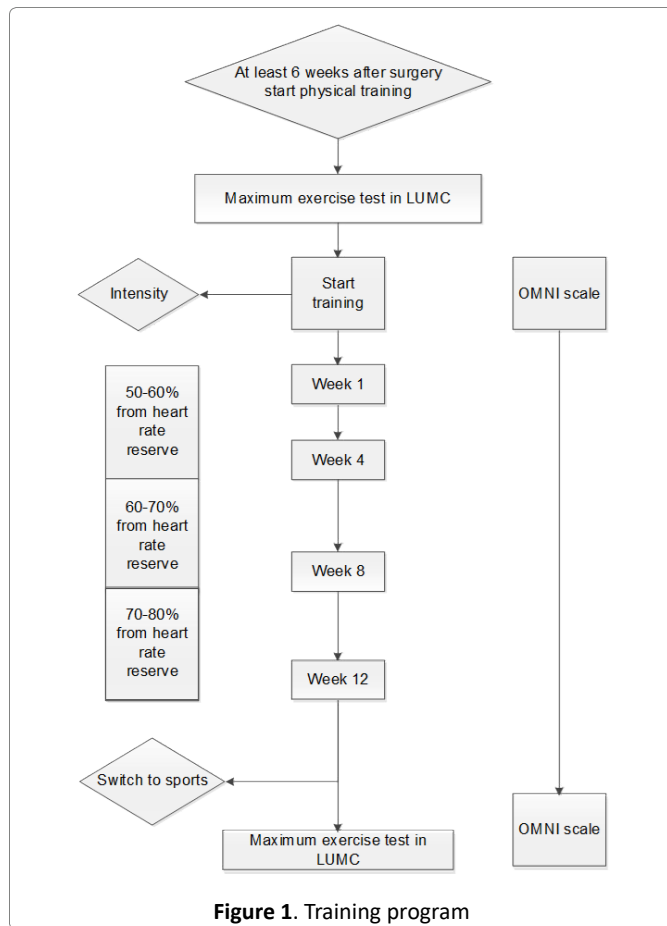 At least 6 weeks after surgery
start physical training
Maximum exercise test in LUMC
Intensity
Start
training
OMNI scale
Week 1
50-60%
from heart
rate
reserve
Week 4
60-70%
from heart
rate
reserve
Week 8
70-80%
from heart
rate
reserve
Week 12
Switch to sports
Maximum exercise test in
LUMC
OMNI scale
Figure 1. Training program